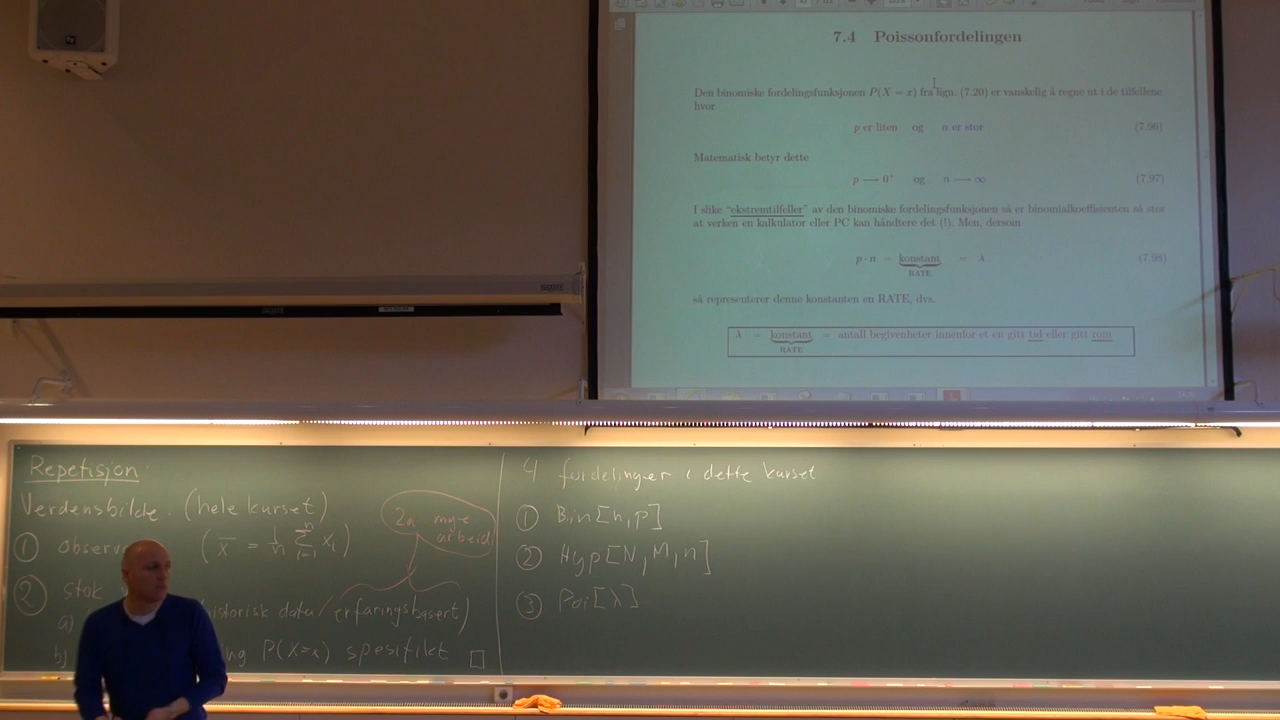 7.4 Poissonfordelingen
Den binomiske fordelingsfunksjonen P(X = x) fra lign. (7.20) er vanskelig å regne ut i de tilfellene
hvor
p er liten og n er stor (7.96)
Matematisk betyr dette
p ⟶ 0⁺ og n ⟶ ∞ (7.97)
I slike "ekstremtilfeller" av den binomiske fordelingsfunksjonen så er binomialkoeffisienten så stor
at verken en kalkulator eller PC kan håndtere det (!). Men, dersom
p · n = konstant = λ (7.98)
RATE
så representerer denne konstanten en RATE, dvs.
λ = konstant = antall begivenheter innenfor et en gitt tid eller gitt rom
RATE
Repetisjon:
Verdensbilde. (hele kurset)
① observ (x̅ = 1/n Σ_{i=1}^{n} x_i)
2a mye
arbeid
② stok
a) historisk data / erfaringsbasert)
b) ng P(X=x) spesifikt □
4 fordelinger i dette kurset
① Bin[n,p]
② Hyp[N,M,n]
③ Poi[λ]